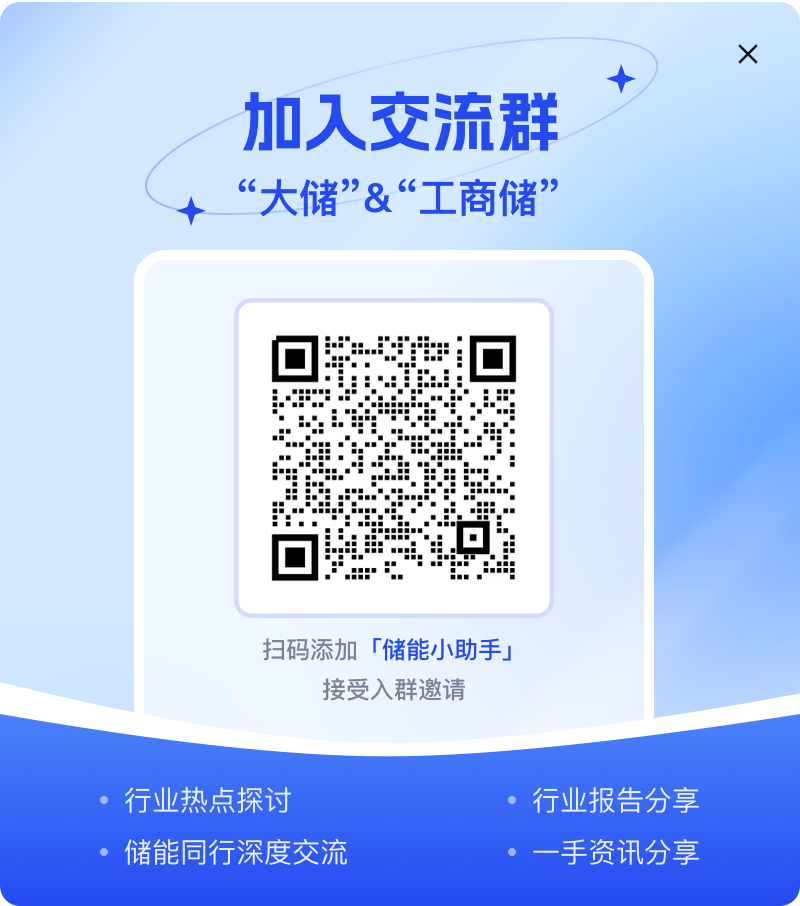 加入交流群
“大储”&“工商储”
扫码添加「储能小助手」
接受入群邀请
行业热点探讨
行业报告分享
储能同行深度交流
一手资讯分享